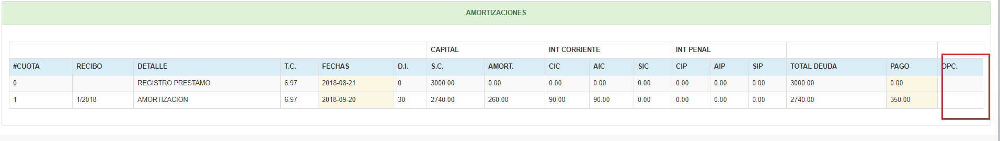 AMORTIZACIONES
CAPITAL INT CORRIENTE INT PENAL
#CUOTA RECIBO DETALLE T.C. FECHAS D.I. S.C. AMORT. CIC AIC SIC CIP AIP SIP TOTAL DEUDA PAGO OPC.
0 REGISTRO PRESTAMO 6.97 2018-08-21 0 3000.00 0.00 0.00 0.00 0.00 0.00 0.00 0.00 3000.00 0.00
1 1/2018 AMORTIZACION 6.97 2018-09-20 30 2740.00 260.00 90.00 90.00 0.00 0.00 0.00 0.00 2740.00 350.00